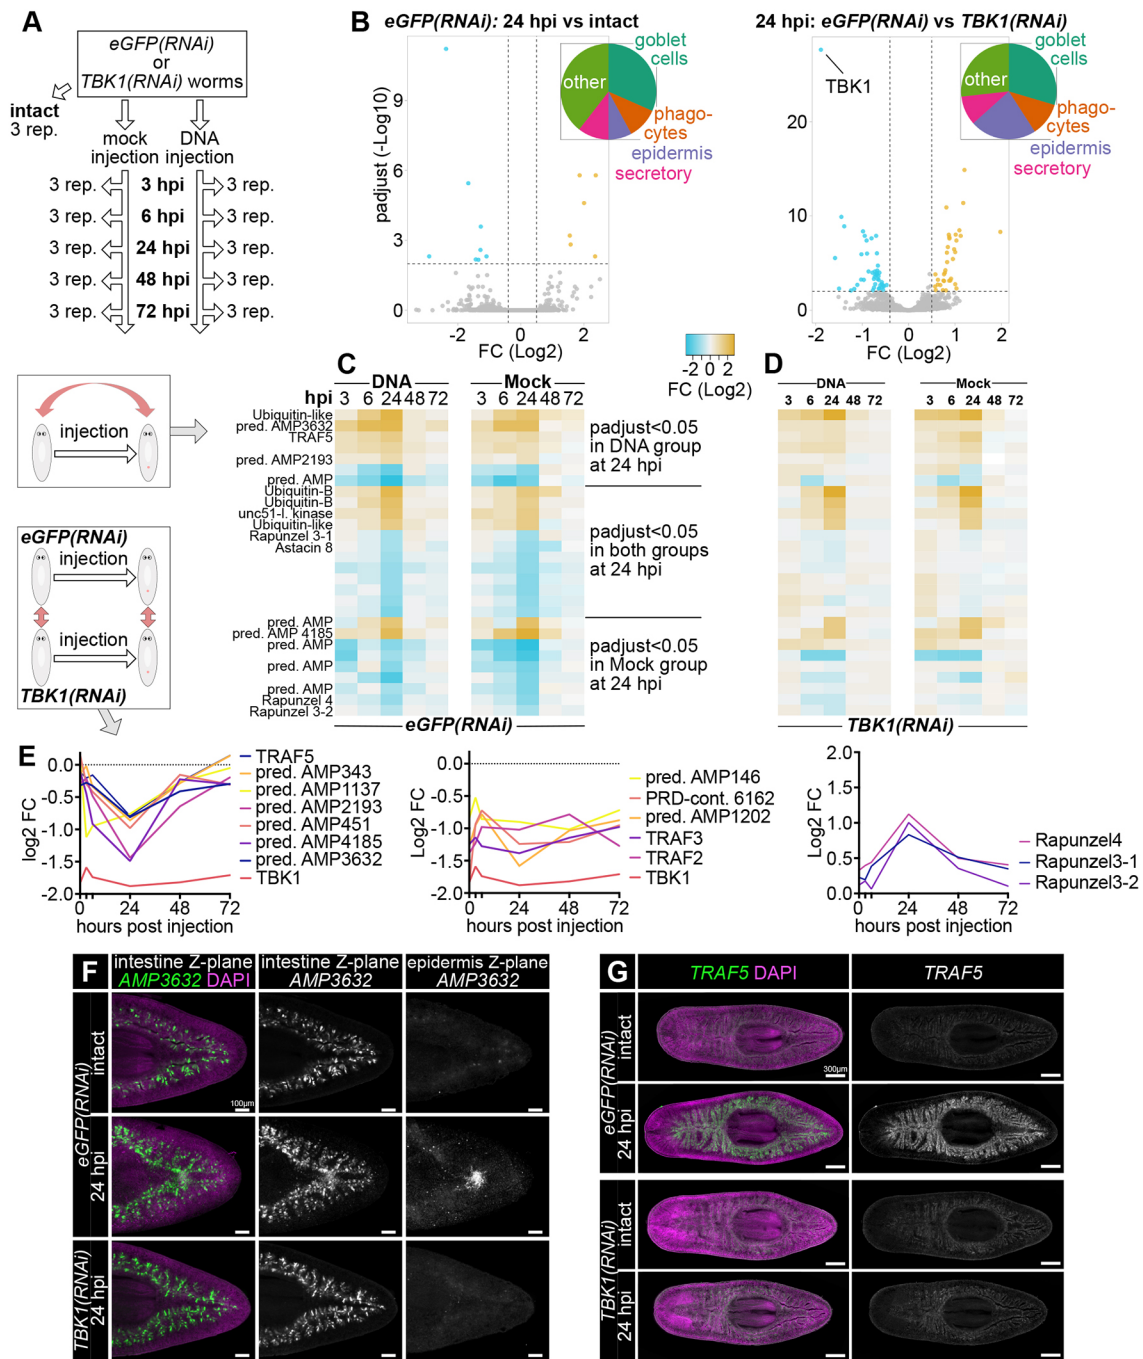 A
eGFP(RNAi)
or
TBK1(RNAi) worms
intact
3 rep.
mock
injection
DNA
injection
3 rep. 3 hpi 3 rep.
3 rep. 6 hpi 3 rep.
3 rep. 24 hpi 3 rep.
3 rep. 48 hpi 3 rep.
3 rep. 72 hpi 3 rep.
B
eGFP(RNAi): 24 hpi vs intact
padjust (-Log10)
9
6
3
0
-2 0 2
FC (Log2)
other
goblet
cells
phago-
cytes
epidermis
secretory
24 hpi: eGFP(RNAi) vs TBK1(RNAi)
TBK1
20
10
0
-2 -1 0 1 2
FC (Log2)
other
goblet
cells
phago-
cytes
epidermis
secretory
-2 0 2
FC (Log2)
injection
eGFP(RNAi)
injection
injection
TBK1(RNAi)
C
DNA Mock
hpi 3 6 24 48 72 3 6 24 48 72
Ubiquitin-like
pred. AMP3632
TRAF5
pred. AMP2193
pred. AMP
Ubiquitin-B
Ubiquitin-B
unc51-l. kinase
Ubiquitin-like
Rapunzel 3-1
Astacin 8
pred. AMP
pred. AMP 4185
pred. AMP
pred. AMP
pred. AMP
Rapunzel 4
Rapunzel 3-2
eGFP(RNAi)
padjust<0.05
in DNA group
at 24 hpi
padjust<0.05
in both groups
at 24 hpi
padjust<0.05
in Mock group
at 24 hpi
D
DNA Mock
3 6 24 48 72 3 6 24 48 72
TBK1(RNAi)
E
log2 FC
0.0
-0.5
-1.0
-1.5
-2.0
0 24 48 72
hours post injection
TRAF5
pred. AMP343
pred. AMP1137
pred. AMP2193
pred. AMP451
pred. AMP4185
pred. AMP3632
TBK1
Log2 FC
0.0
-0.5
-1.0
-1.5
-2.0
0 24 48 72
hours post injection
pred. AMP146
PRD-cont. 6162
pred. AMP1202
TRAF3
TRAF2
TBK1
Log2 FC
2.0
1.5
1.0
0.5
0.0
0 24 48 72
hours post injection
Rapunzel4
Rapunzel3-1
Rapunzel3-2
F
intestine Z-plane
AMP3632 DAPI
intestine Z-plane
AMP3632
epidermis Z-plane
AMP3632
eGFP(RNAi)
intact
24 hpi
TBK1(RNAi)
24 hpi
100µm
G
TRAF5 DAPI
TRAF5
eGFP(RNAi)
intact
24 hpi
TBK1(RNAi)
intact
24 hpi
300µm